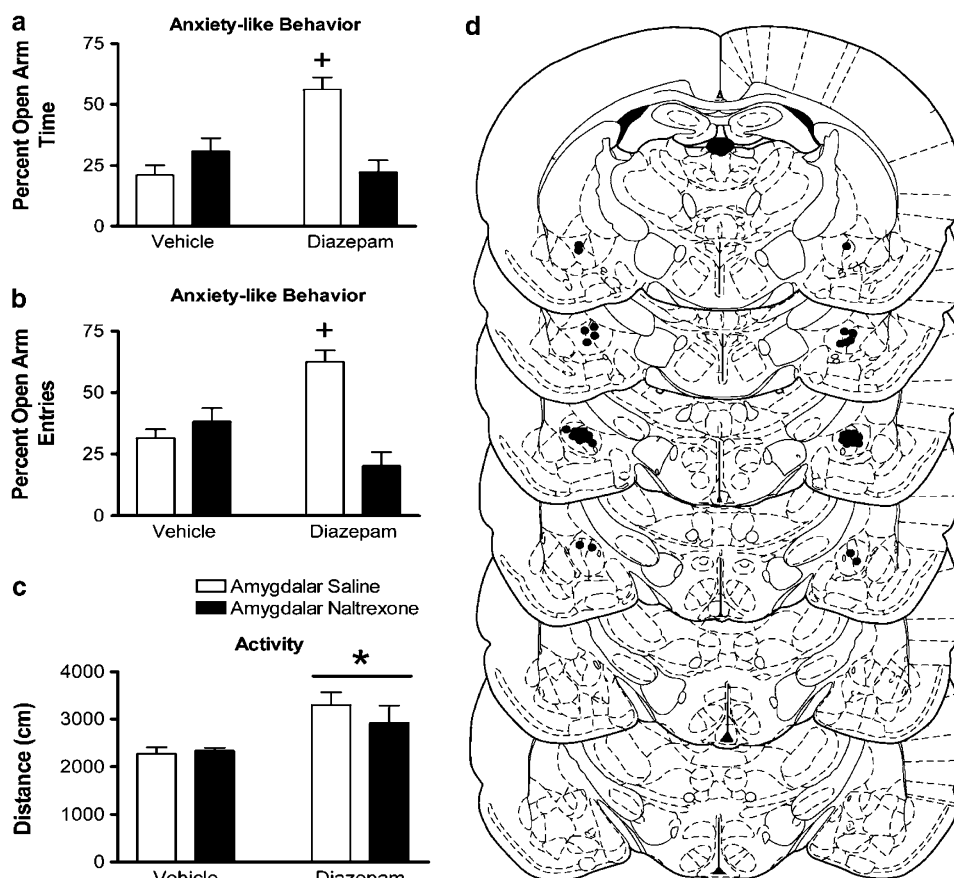 a
Anxiety-like Behavior
Percent Open Arm
Time
75
50
25
0
+
Vehicle
Diazepam
b
Anxiety-like Behavior
Percent Open Arm
Entries
75
50
25
0
+
Vehicle
Diazepam
c
Amygdalar Saline
Amygdalar Naltrexone
Activity
Distance (cm)
4000
3000
2000
1000
0
*
Vehicle
Diazepam
d